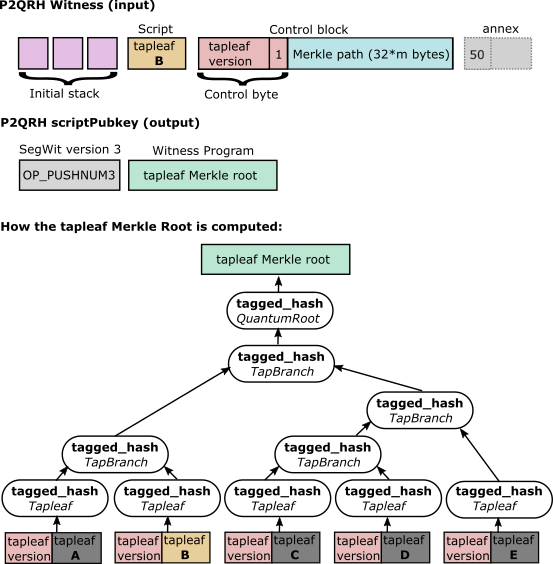 P2QRH Witness (input)
Script
Control block
annex
tapleaf
B
tapleaf
version
1
Merkle path (32*m bytes)
50
Initial stack
Control byte
P2QRH scriptPubkey (output)
SegWit version 3
Witness Program
OP_PUSHNUM3
tapleaf Merkle root
How the tapleaf Merkle Root is computed:
tapleaf Merkle root
tagged_hash
QuantumRoot
tagged_hash
TapBranch
tagged_hash
TapBranch
tagged_hash
TapBranch
tagged_hash
TapBranch
tagged_hash
Tapleaf
tagged_hash
Tapleaf
tagged_hash
Tapleaf
tagged_hash
Tapleaf
tagged_hash
Tapleaf
tapleaf
version
tapleaf
A
tapleaf
version
tapleaf
B
tapleaf
version
tapleaf
C
tapleaf
version
tapleaf
D
tapleaf
version
tapleaf
E